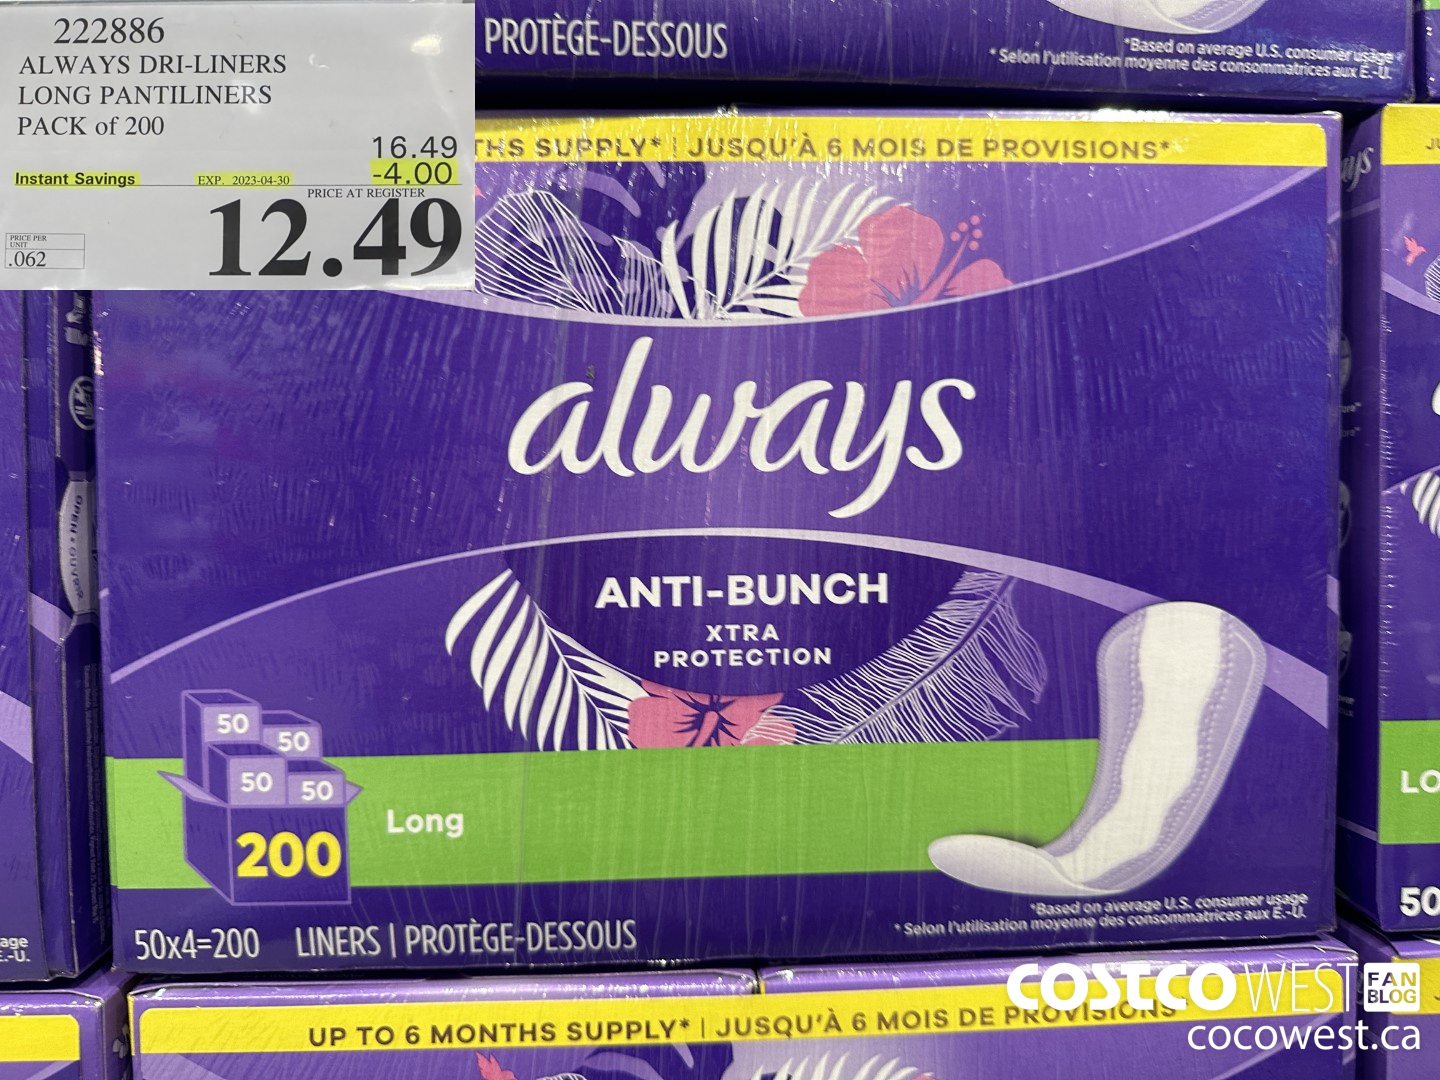 222886
ALWAYS DRI-LINERS
LONG PANTILINERS
PACK of 200
16.49
Instant Savings EXP. 2023-04-30 -4.00
PRICE AT REGISTER
12.49
PRICE PER
UNIT
.062
PROTÈGE-DESSOUS
*Based on average U.S. consumer usage
* Selon l'utilisation moyenne des consommatrices aux É.-U.
THS SUPPLY* | JUSQU'À 6 MOIS DE PROVISIONS*
always
ANTI-BUNCH
XTRA
PROTECTION
50
50
50
50
200
Long
*Based on average U.S. consumer usage
* Selon l'utilisation moyenne des consommatrices aux É.-U.
50x4=200 LINERS | PROTÈGE-DESSOUS
LO
50
age
É.-U.
UP TO 6 MONTHS SUPPLY* | JUSQU'À 6 MOIS DE PROVISIONS*
COSTCO WEST FAN BLOG
cocowest.ca